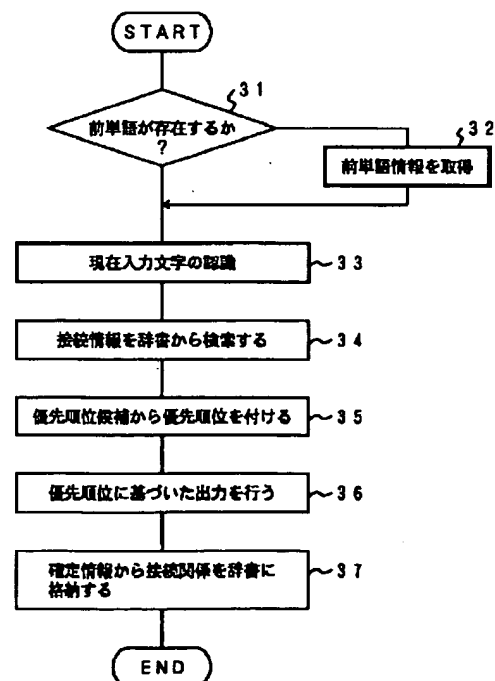 START
31
前単語が存在するか
?
32
前単語情報を取得
現在入力文字の認識
33
接続情報を辞書から検索する
34
優先順位候補から優先順位を付ける
35
優先順位に基づいた出力を行う
36
確定情報から接続関係を辞書に
格納する
37
END